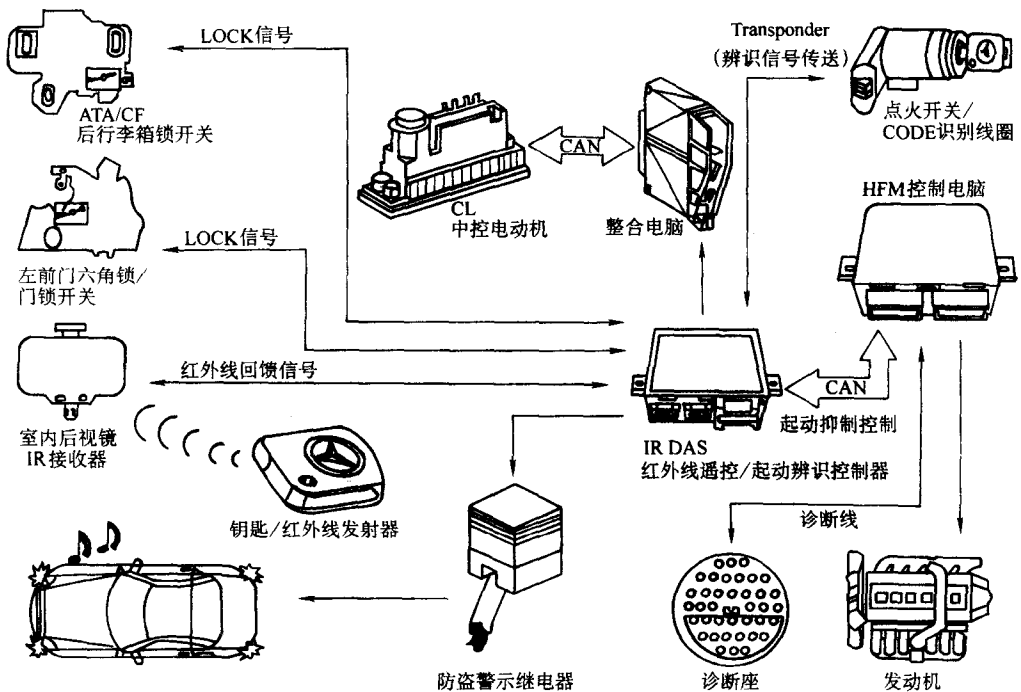 LOCK信号
Transponder
(辨识信号传送)
ATA/CF
后行李箱锁开关
点火开关/
CODE识别线圈
CAN
CL
中控电动机
整合电脑
HFM控制电脑
LOCK信号
左前门六角锁/
门锁开关
红外线回馈信号
CAN
室内后视镜
IR接收器
起动抑制控制
IR DAS
红外线遥控/起动辨识控制器
钥匙/红外线发射器
诊断线
防盗警示继电器
诊断座
发动机